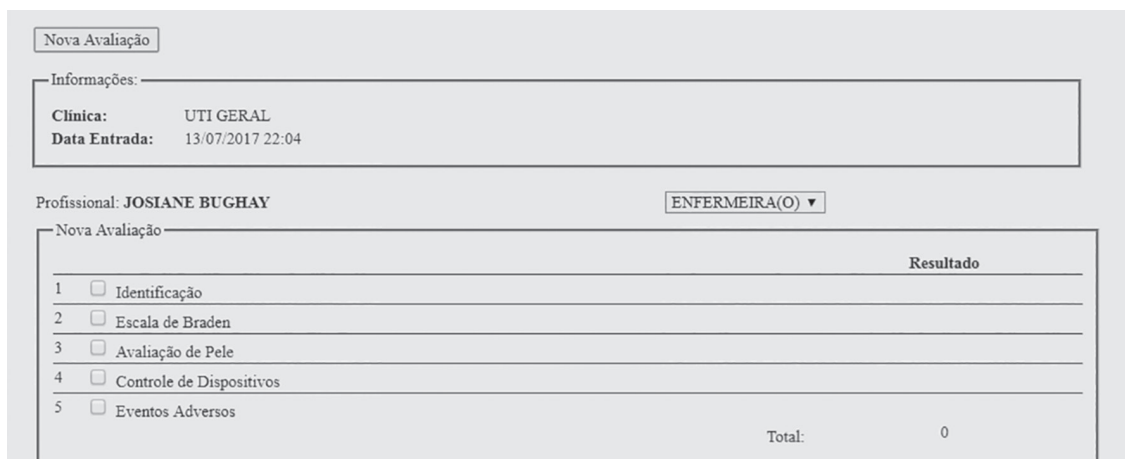 Nova Avaliação
Informações:
Clínica: UTI GERAL
Data Entrada: 13/07/2017 22:04
Profissional: JOSIANE BUGHAY ENFERMEIRA(O) ▼
Nova Avaliação
Resultado
1 Identificação
2 Escala de Braden
3 Avaliação de Pele
4 Controle de Dispositivos
5 Eventos Adversos
Total: 0